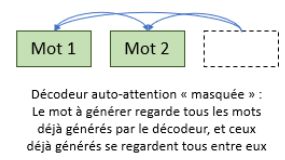 Mot 1 Mot 2
Décodeur auto-attention « masquée » :
Le mot à générer regarde tous les mots
déjà générés par le décodeur, et ceux
déjà générés se regardent tous entre eux